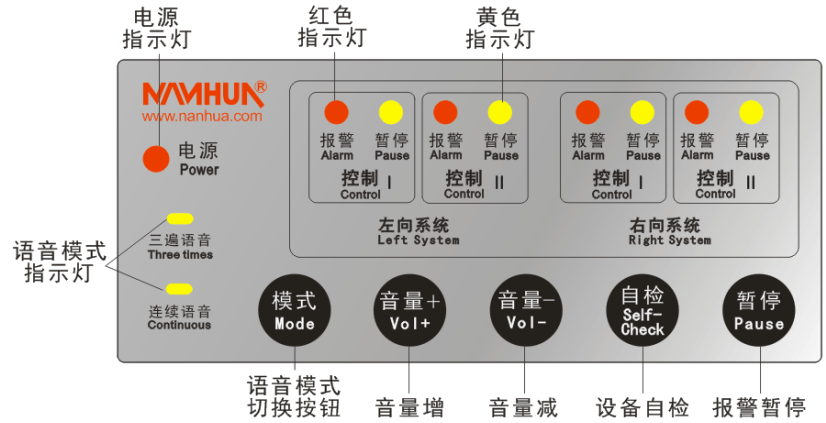 电源
指示灯
红色
指示灯
黄色
指示灯
NANHUA®
www.nanhua.com
电源
Power
三遍语音
Three times
连续语音
Continuous
语音模式
指示灯
报警 暂停 报警 暂停 报警 暂停 报警 暂停
Alarm Pause Alarm Pause Alarm Pause Alarm Pause
控制 I 控制 II 控制 I 控制 II
Control Control Control Control
左向系统 右向系统
Left System Right System
模式
Mode
音量+
Vol+
音量-
Vol-
自检
Self-
Check
暂停
Pause
语音模式
切换按钮
音量增
音量减
设备自检
报警暂停